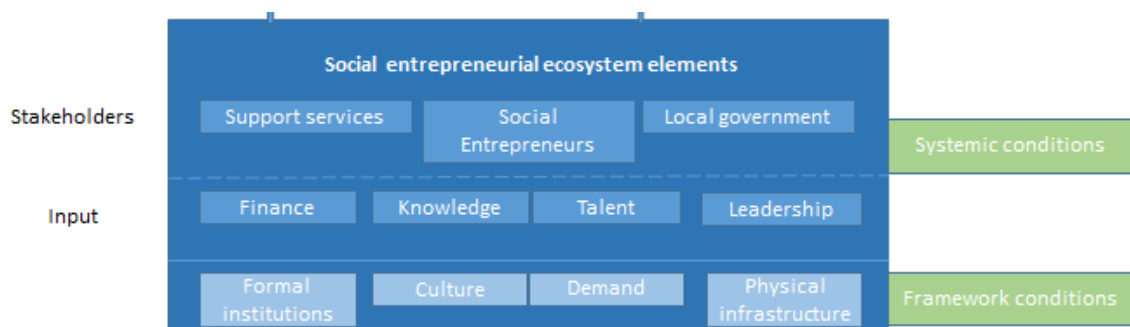 Social entrepreneurial ecosystem elements
Stakeholders
Support services
Social
Entrepreneurs
Local government
Systemic conditions
Input
Finance
Knowledge
Talent
Leadership
Formal
institutions
Culture
Demand
Physical
infrastructure
Framework conditions